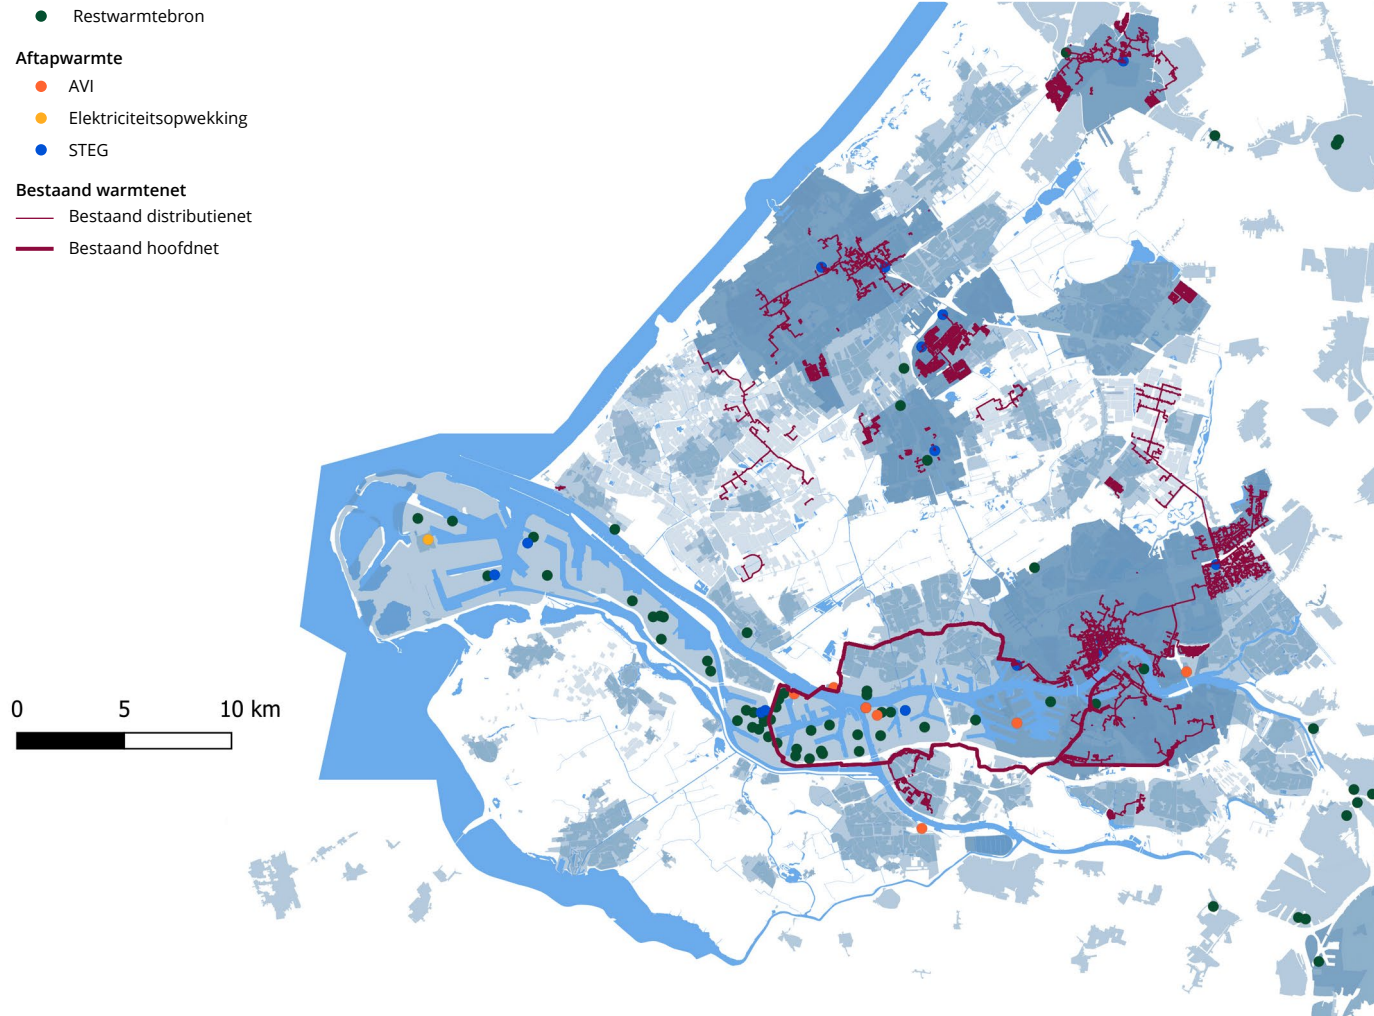 Restwarmtebron
Aftapwarmte
AVI
Elektriciteitsopwekking
STEG
Bestaand warmtenet
Bestaand distributienet
Bestaand hoofdnet
0 5 10 km